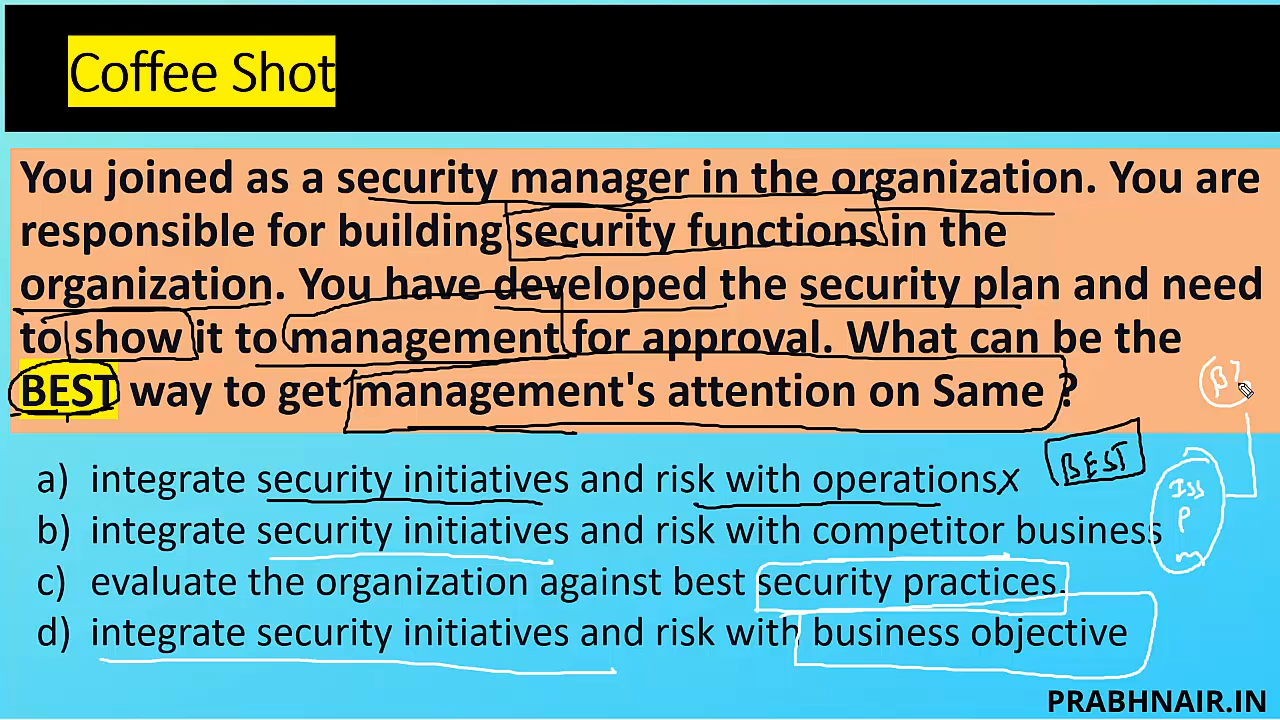 Coffee Shot
You joined as a security manager in the organization. You are
responsible for building security functions in the
organization. You have developed the security plan and need
to show it to management for approval. What can be the
BEST way to get management's attention on Same ?
a) integrate security initiatives and risk with operations x
BEST
b) integrate security initiatives and risk with competitor business
c) evaluate the organization against best security practices.
d) integrate security initiatives and risk with business objective
ISS
P
m
PRABHNAIR.IN